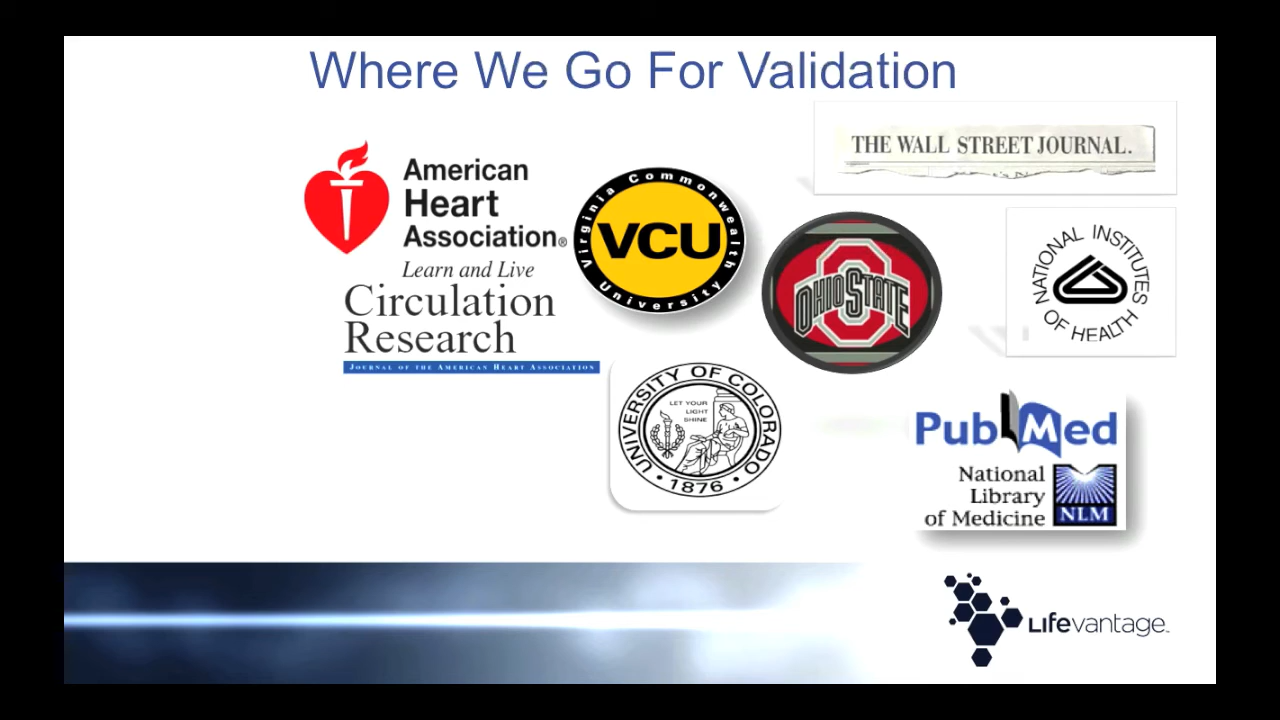 Where We Go For Validation
THE WALL STREET JOURNAL.
American
Heart
Association®
Learn and Live
Circulation
Research
JOURNAL OF THE AMERICAN HEART ASSOCIATION
Virginia Commonwealth
VCU
University
OHIO STATE
NATIONAL INSTITUTES
OF HEALTH
UNIVERSITY OF COLORADO
LET YOUR
LIGHT
SHINE
• 1876 •
PubMed
National
Library
of Medicine
NLM
Lifevantage™